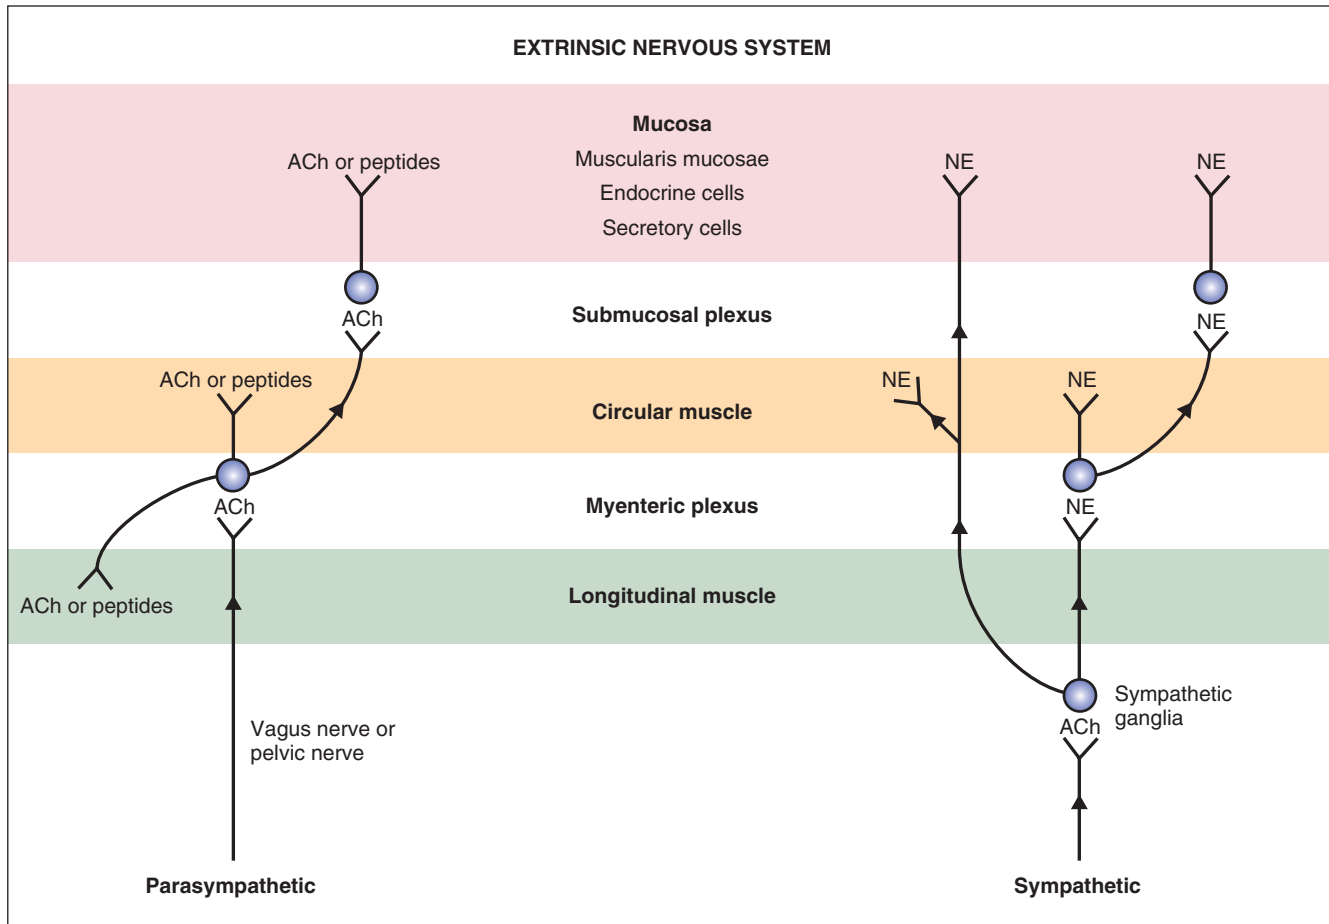 EXTRINSIC NERVOUS SYSTEM
Mucosa
Muscularis mucosae
Endocrine cells
Secretory cells
ACh or peptides
NE
NE
Submucosal plexus
ACh
NE
ACh or peptides
Circular muscle
NE
NE
Myenteric plexus
ACh
NE
ACh or peptides
Longitudinal muscle
Vagus nerve or
pelvic nerve
Sympathetic
ganglia
ACh
Parasympathetic
Sympathetic